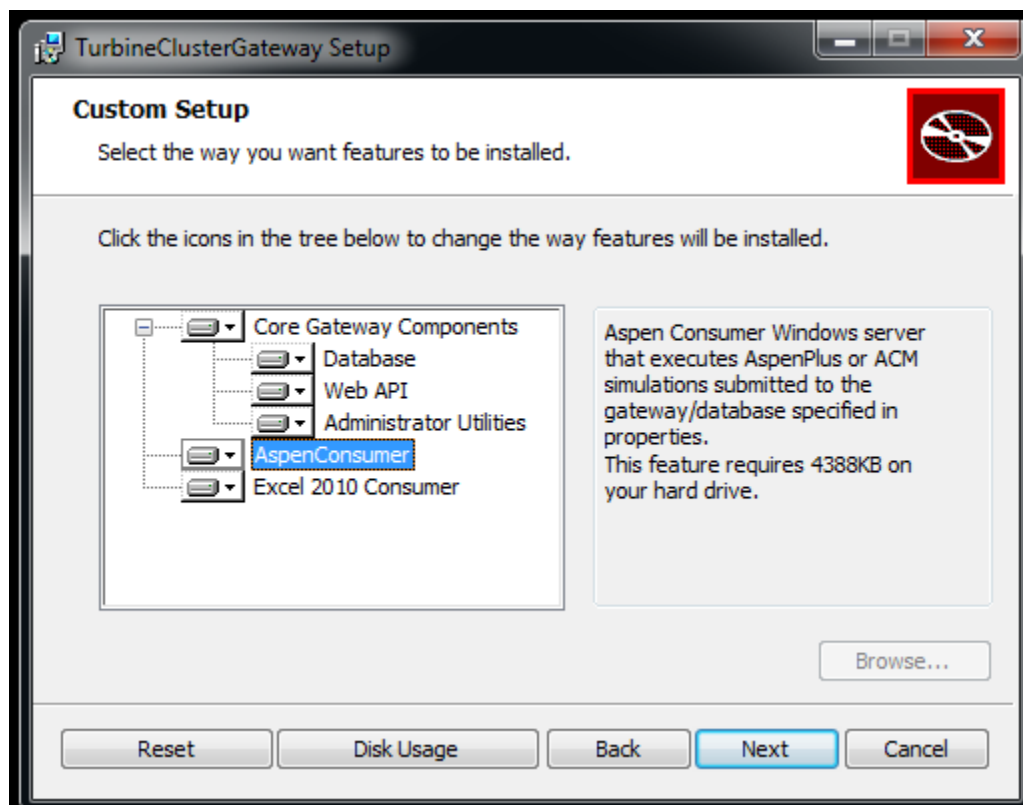 TurbineClusterGateway Setup
Custom Setup
Select the way you want features to be installed.
Click the icons in the tree below to change the way features will be installed.
Core Gateway Components
Database
Web API
Administrator Utilities
AspenConsumer
Excel 2010 Consumer
Aspen Consumer Windows server
that executes AspenPlus or ACM
simulations submitted to the
gateway/database specified in
properties.
This feature requires 4388KB on
your hard drive.
Browse...
Reset
Disk Usage
Back
Next
Cancel